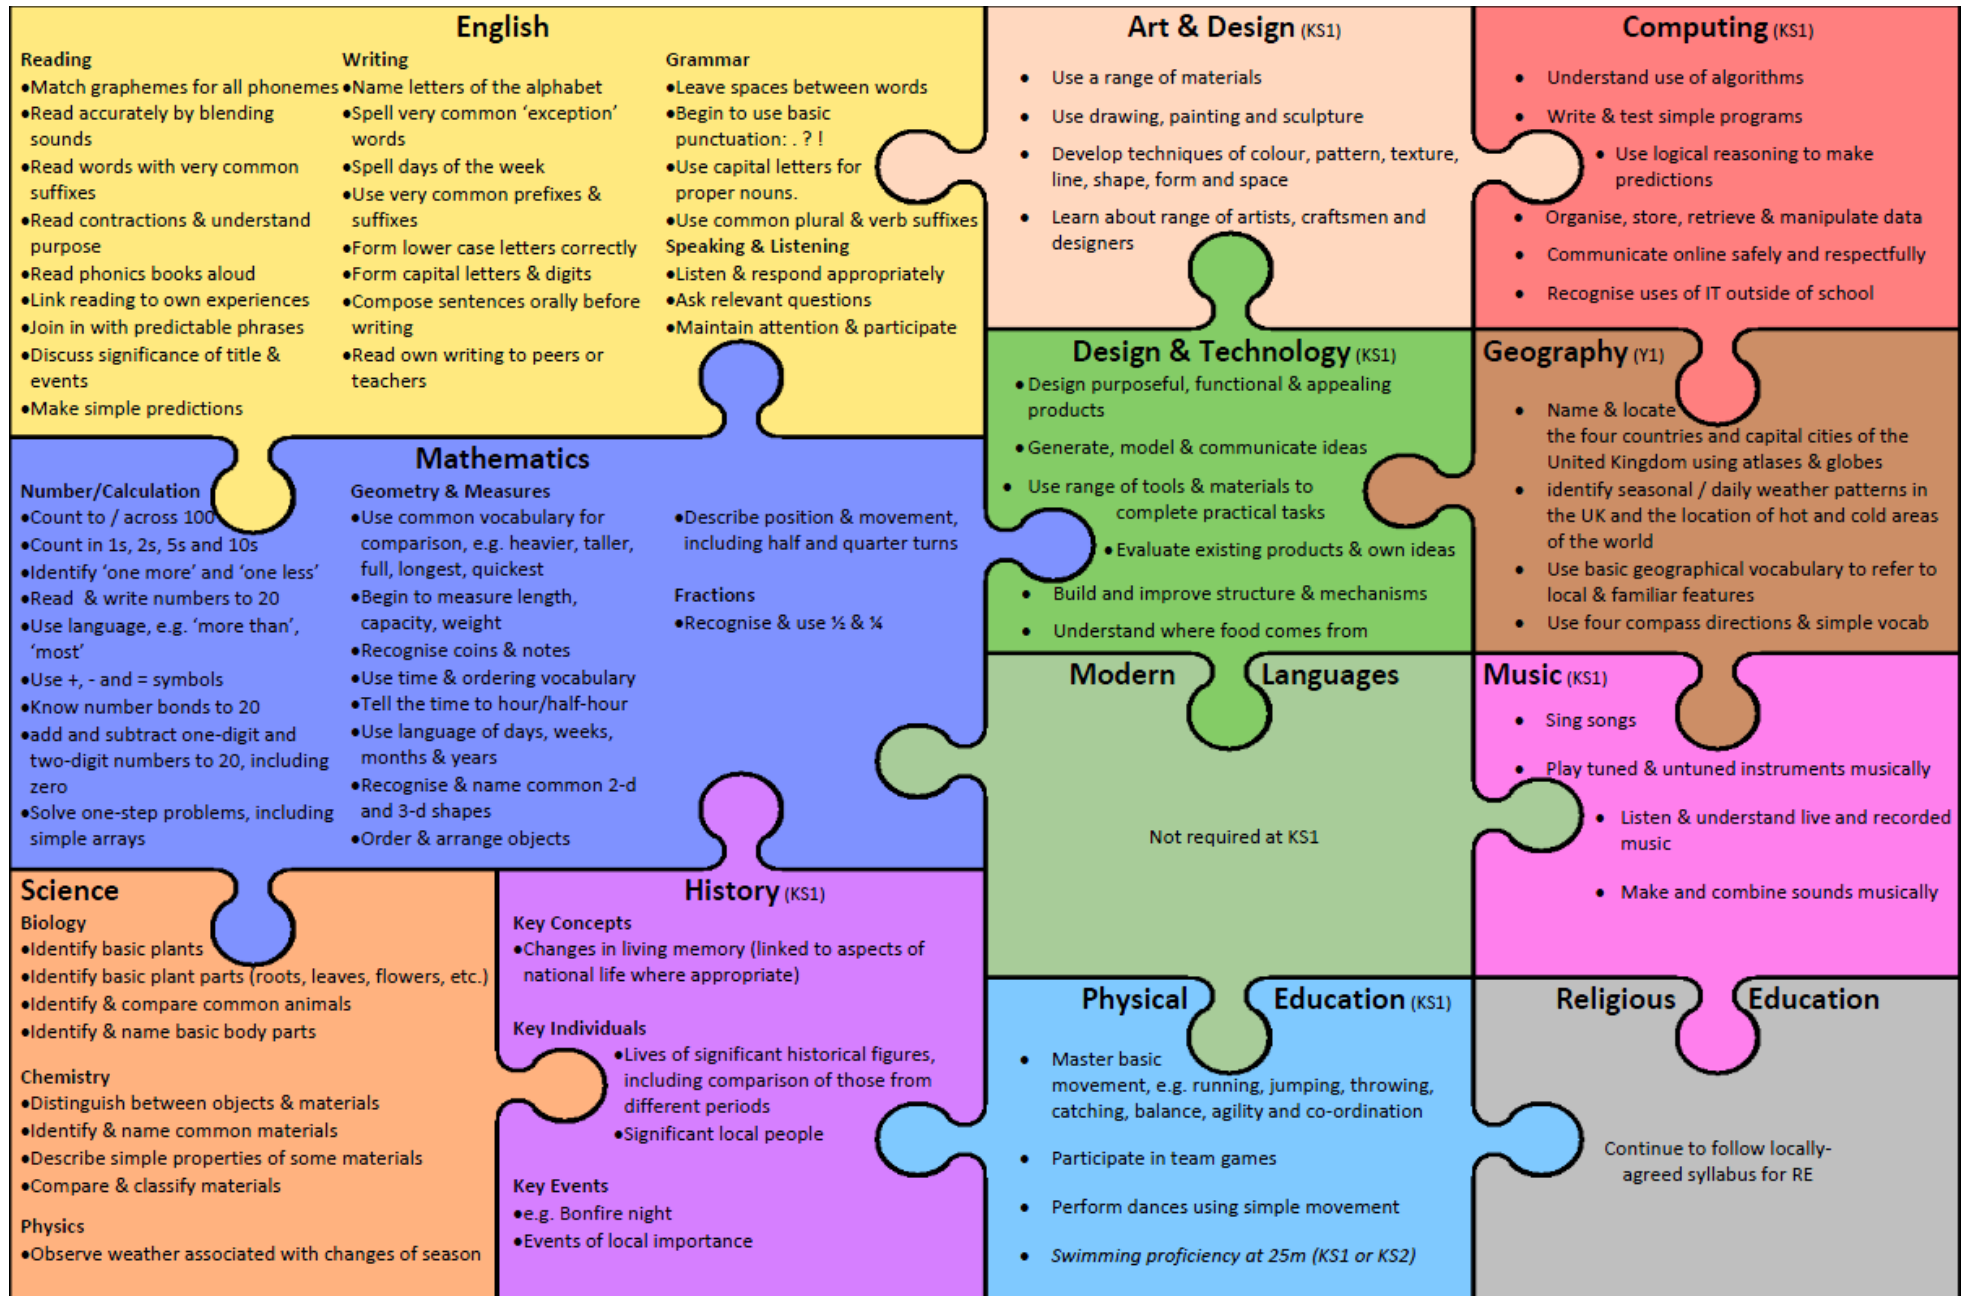 English
Reading
•Match graphemes for all phonemes
•Read accurately by blending
sounds
•Read words with very common
suffixes
•Read contractions & understand
purpose
•Read phonics books aloud
•Link reading to own experiences
•Join in with predictable phrases
•Discuss significance of title &
events
•Make simple predictions
Writing
•Name letters of the alphabet
•Spell very common ‘exception’
words
•Spell days of the week
•Use very common prefixes &
suffixes
•Form lower case letters correctly
•Form capital letters & digits
•Compose sentences orally before
writing
•Read own writing to peers or
teachers
Grammar
•Leave spaces between words
•Begin to use basic
punctuation: . ? !
•Use capital letters for
proper nouns.
•Use common plural & verb suffixes
Speaking & Listening
•Listen & respond appropriately
•Ask relevant questions
•Maintain attention & participate
Art & Design (KS1)
• Use a range of materials
• Use drawing, painting and sculpture
• Develop techniques of colour, pattern, texture,
line, shape, form and space
• Learn about range of artists, craftsmen and
designers
Computing (KS1)
• Understand use of algorithms
• Write & test simple programs
• Use logical reasoning to make
predictions
• Organise, store, retrieve & manipulate data
• Communicate online safely and respectfully
• Recognise uses of IT outside of school
Mathematics
Number/Calculation
•Count to / across 100
•Count in 1s, 2s, 5s and 10s
•Identify ‘one more’ and ‘one less’
•Read & write numbers to 20
•Use language, e.g. ‘more than’,
‘most’
•Use +, - and = symbols
•Know number bonds to 20
•add and subtract one-digit and
two-digit numbers to 20, including
zero
•Solve one-step problems, including
simple arrays
Geometry & Measures
•Use common vocabulary for
comparison, e.g. heavier, taller,
full, longest, quickest
•Begin to measure length,
capacity, weight
•Recognise coins & notes
•Use time & ordering vocabulary
•Tell the time to hour/half-hour
•Use language of days, weeks,
months & years
•Recognise & name common 2-d
and 3-d shapes
•Order & arrange objects
•Describe position & movement,
including half and quarter turns
Fractions
•Recognise & use ½ & ¼
Design & Technology (KS1)
• Design purposeful, functional & appealing
products
• Generate, model & communicate ideas
• Use range of tools & materials to
complete practical tasks
• Evaluate existing products & own ideas
• Build and improve structure & mechanisms
• Understand where food comes from
Geography (Y1)
• Name & locate
the four countries and capital cities of the
United Kingdom using atlases & globes
• identify seasonal / daily weather patterns in
the UK and the location of hot and cold areas
of the world
• Use basic geographical vocabulary to refer to
local & familiar features
• Use four compass directions & simple vocab
Modern Languages
Not required at KS1
Music (KS1)
• Sing songs
• Play tuned & untuned instruments musically
• Listen & understand live and recorded
music
• Make and combine sounds musically
Science
Biology
•Identify basic plants
•Identify basic plant parts (roots, leaves, flowers, etc.)
•Identify & compare common animals
•Identify & name basic body parts
Chemistry
•Distinguish between objects & materials
•Identify & name common materials
•Describe simple properties of some materials
•Compare & classify materials
Physics
•Observe weather associated with changes of season
History (KS1)
Key Concepts
•Changes in living memory (linked to aspects of
national life where appropriate)
Key Individuals
•Lives of significant historical figures,
including comparison of those from
different periods
•Significant local people
Key Events
•e.g. Bonfire night
•Events of local importance
Physical Education (KS1)
• Master basic
movement, e.g. running, jumping, throwing,
catching, balance, agility and co-ordination
• Participate in team games
• Perform dances using simple movement
• Swimming proficiency at 25m (KS1 or KS2)
Religious Education
Continue to follow locally-
agreed syllabus for RE